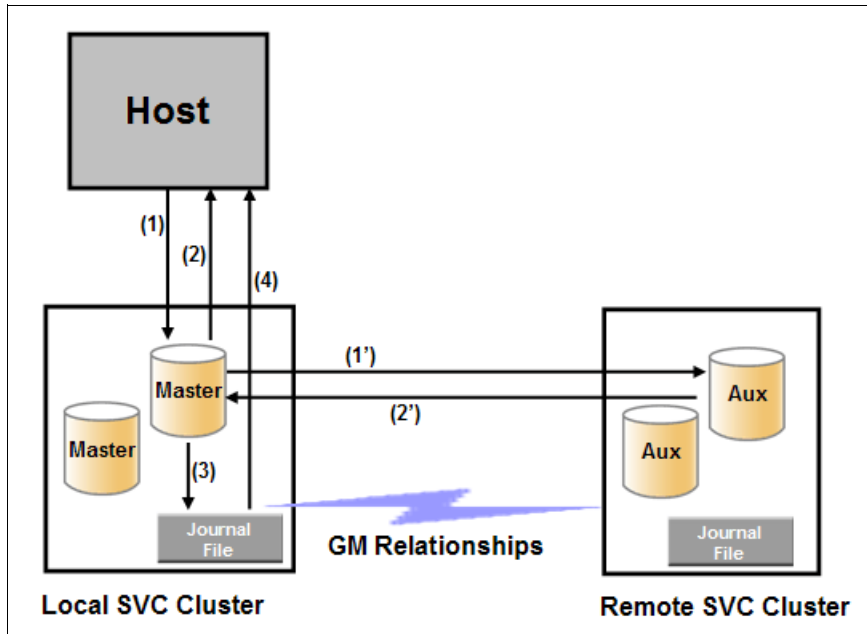 Host
(1)
(2)
(4)
Master
(1’)
Aux
(2’)
Master
Aux
(3)
Journal
File
GM Relationships
Journal
File
Local SVC Cluster
Remote SVC Cluster